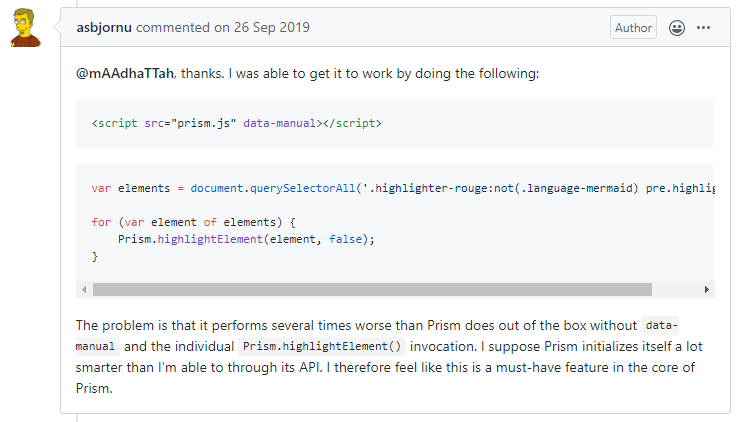 asbjornu commented on 26 Sep 2019
Author
@mAAdhaTTah, thanks. I was able to get it to work by doing the following:
<script src="prism.js" data-manual></script>
var elements = document.querySelectorAll('.highlighter-rouge:not(.language-mermaid) pre.highlig
for (var element of elements) {
    Prism.highlightElement(element, false);
}
The problem is that it performs several times worse than Prism does out of the box without data-
manual and the individual Prism.highlightElement() invocation. I suppose Prism initializes itself a lot
smarter than I'm able to through its API. I therefore feel like this is a must-have feature in the core of
Prism.